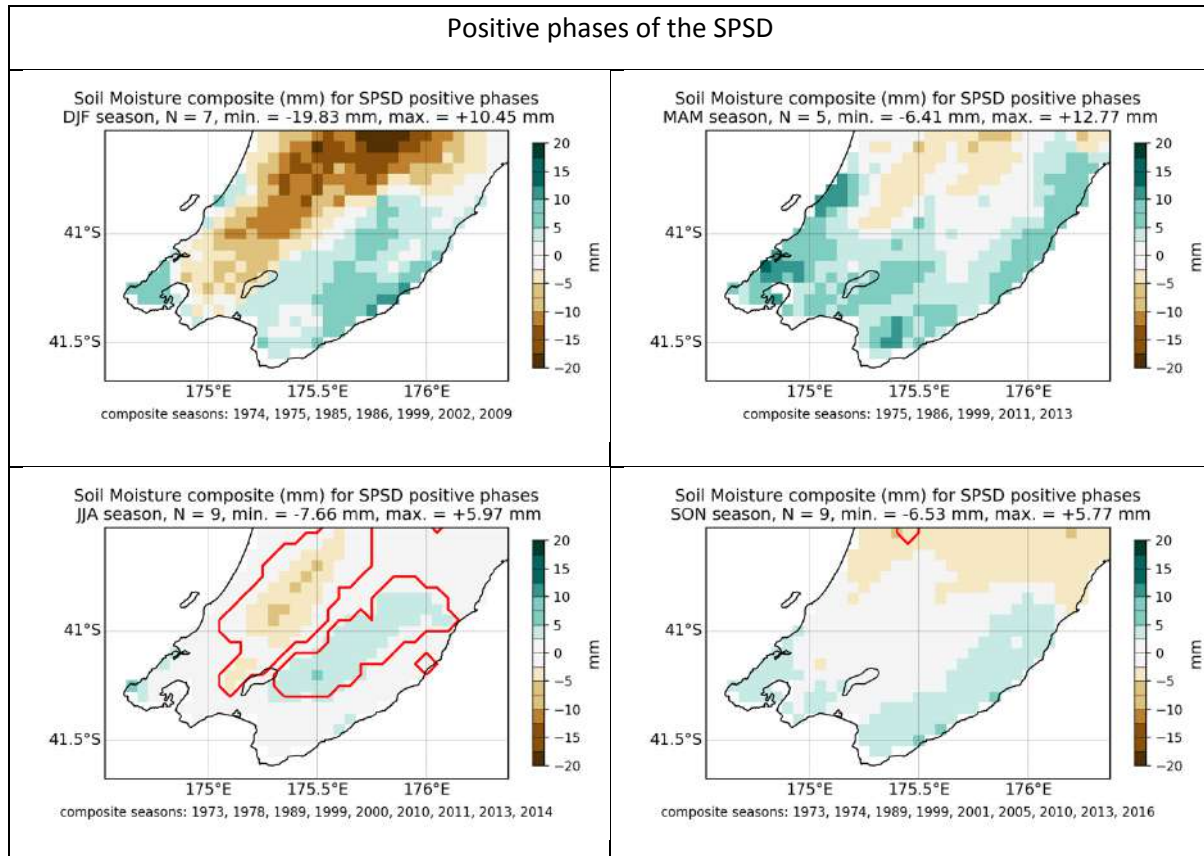 Positive phases of the SPSD
Soil Moisture composite (mm) for SPSD positive phases
DJF season, N = 7, min. = -19.83 mm, max. = +10.45 mm
20
15
10
5
0
−5
−10
−15
−20
mm
41°S
41.5°S
175°E
175.5°E
176°E
composite seasons: 1974, 1975, 1985, 1986, 1999, 2002, 2009
Soil Moisture composite (mm) for SPSD positive phases
MAM season, N = 5, min. = -6.41 mm, max. = +12.77 mm
20
15
10
5
0
−5
−10
−15
−20
mm
41°S
41.5°S
175°E
175.5°E
176°E
composite seasons: 1975, 1986, 1999, 2011, 2013
Soil Moisture composite (mm) for SPSD positive phases
JJA season, N = 9, min. = -7.66 mm, max. = +5.97 mm
20
15
10
5
0
−5
−10
−15
−20
mm
41°S
41.5°S
175°E
175.5°E
176°E
composite seasons: 1973, 1978, 1989, 1999, 2000, 2010, 2011, 2013, 2014
Soil Moisture composite (mm) for SPSD positive phases
SON season, N = 9, min. = -6.53 mm, max. = +5.77 mm
20
15
10
5
0
−5
−10
−15
−20
mm
41°S
41.5°S
175°E
175.5°E
176°E
composite seasons: 1973, 1974, 1989, 1999, 2001, 2005, 2010, 2013, 2016